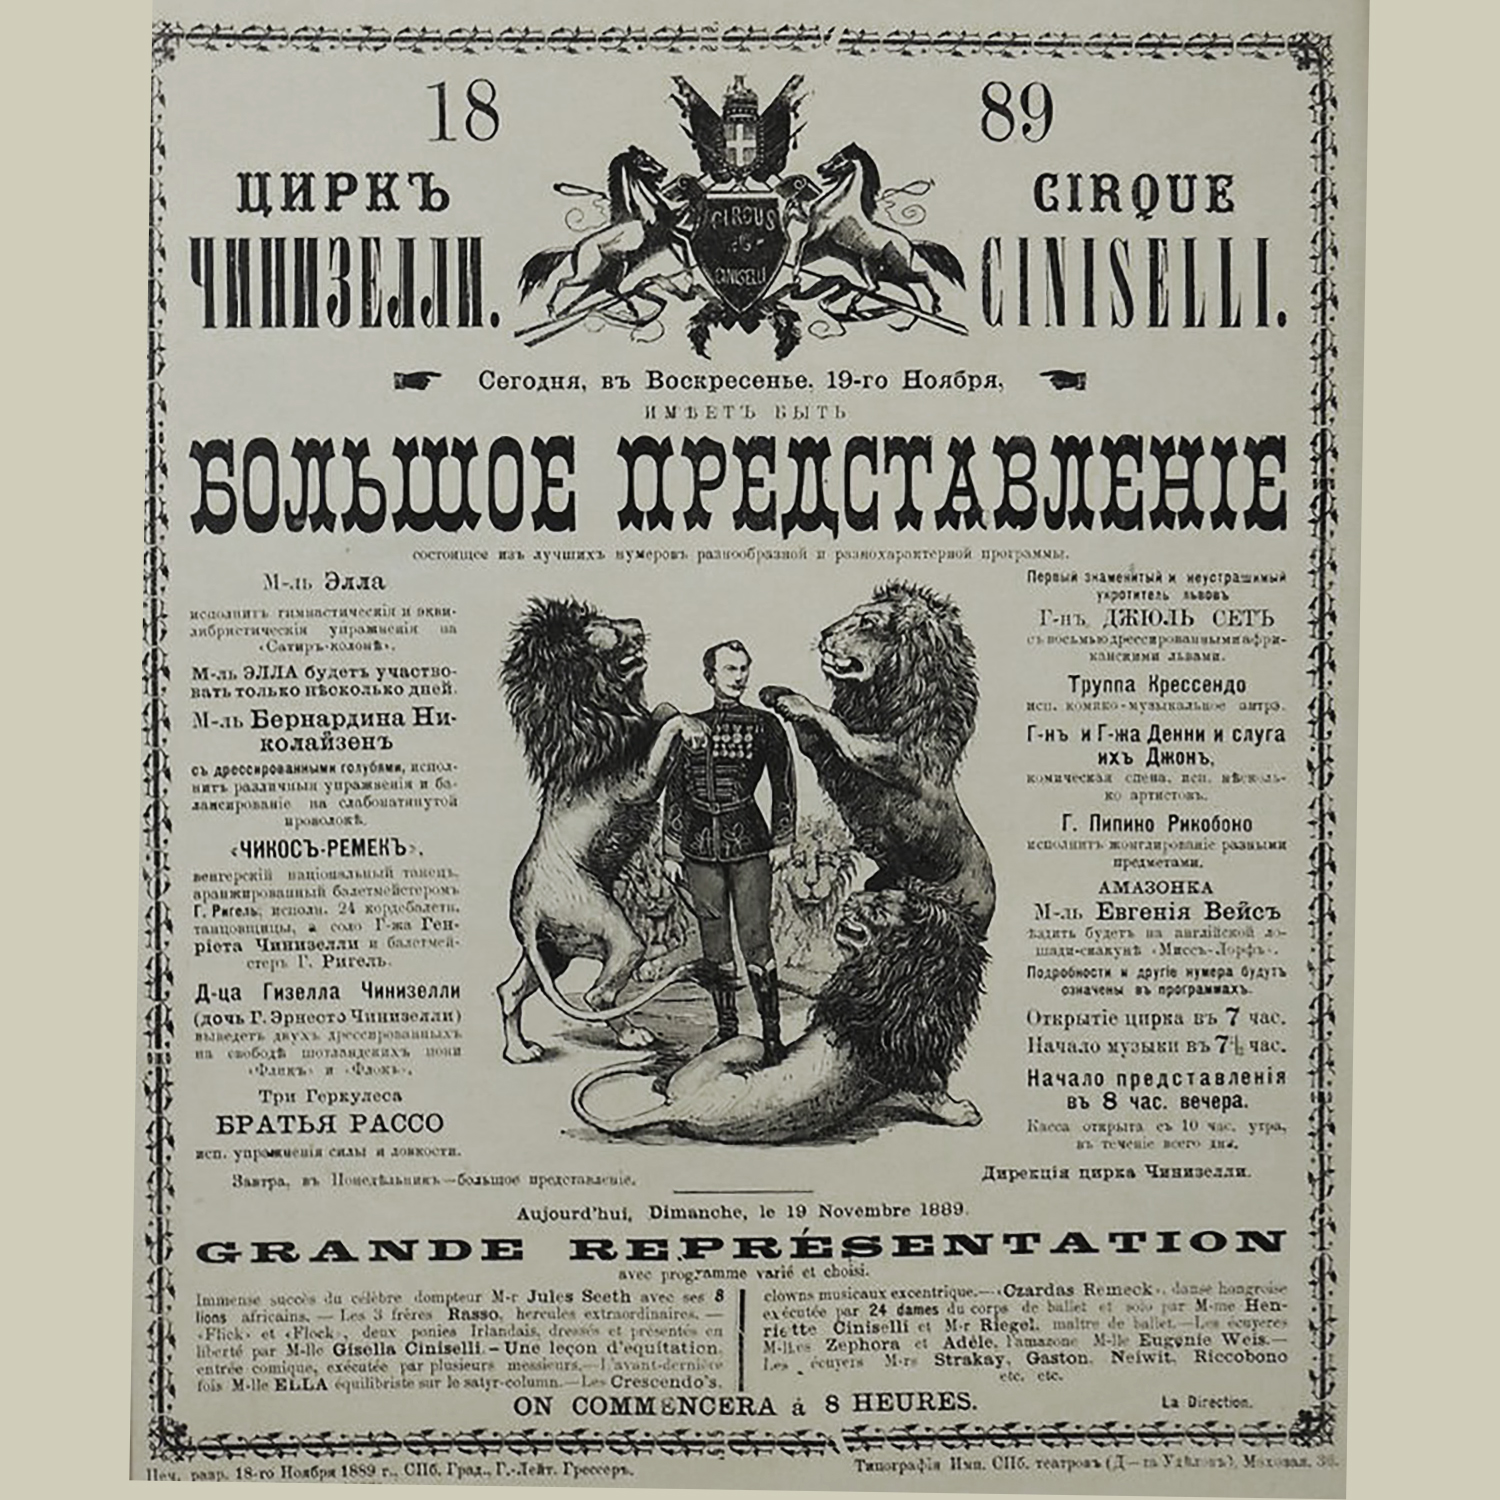 18 89
ЦИРКЪ
ЧИНИЗЕЛЛИ.
CIRCUS
CINISELLI
CIRQUE
CINISELLI.
Сегодня, въ Воскресенье, 19-го Ноября,
ИМѢЕТЪ БЫТЬ
БОЛЬШОЕ ПРЕДСТАВЛЕНІЕ
состоящее изъ лучшихъ нумеровъ разнообразной и разнохарактерной программы.
М-ль Элла
исполнитъ гимнастическія и экви-
либристическія упражненія на
«Сатиръ-колонѣ».
М-ль ЭЛЛА будетъ участво-
вать только нѣсколько дней.
М-ль Бернардина Ни-
колайзенъ
съ дрессированными голубями, испол-
нитъ различныя упражненія и ба-
лансированіе на слабонатянутой
проволокѣ.
«ЧИКОСЪ-РЕМЕКЪ»,
венгерскій національный танецъ,
аранжированный балетмейстеромъ
Г. Ригель; исполн. 24 кордебалетн.
танцовщицы, а соло Г-жа Ген-
ріета Чинизелли и балетмей-
стеръ Г. Ригель.
Д-ца Гизелла Чинизелли
(дочь Г. Эрнесто Чинизелли)
выведетъ двухъ дрессированныхъ
на свободѣ шотландскихъ пони
«Фликъ» и «Флокъ».
Три Геркулеса
БРАТЬЯ РАССО
исп. упражненія силы и ловкости.
Завтра, въ Понедѣльникъ—большое представленіе.
Первый знаменитый и неустрашимый
укротитель львовъ
Г-нъ ДЖЮЛЬ СЕТЪ
съ восьмью дрессированными афри-
канскими львами.
Труппа Крессендо
исп. комико-музыкальное антрэ.
Г-нъ и Г-жа Денни и слуга
ихъ Джонъ,
комическая сцена, исп. нѣсколь-
ко артистовъ.
Г. Пипино Рикобоно
исполнитъ жонглированіе разными
предметами.
АМАЗОНКА
М-ль Евгенія Вейсъ
ѣздить будетъ на англійской ло-
шади-скакунѣ «Миссъ-Лорфъ».
Подробности и другіе нумера будутъ
означены въ программахъ.
Открытіе цирка въ 7 час.
Начало музыки въ 7½ час.
Начало представленія
въ 8 час. вечера.
Касса открыта съ 10 час. утра,
въ теченіе всего дня.
Дирекція цирка Чинизелли.
Aujourd'hui, Dimanche, le 19 Novembre 1889.
GRANDE REPRÉSENTATION
avec programme varié et choisi.
Immense succès du célèbre dompteur M-r Jules Seeth avec ses 8
lions africains. — Les 3 frères Rasso, hercules extraordinaires. —
«Flick» et «Flock», deux ponies Irlandais, dressés et présentés en
liberté par M-lle Gisella Ciniselli. – Une leçon d'equitation,
entrée comique, exécutée par plusieurs messieurs.—L'avant-dernière
fois M-lle ELLA équilibriste sur le satyr-column.—Les Crescendo's,
clowns musicaux excentrique.—«Czardas Remeck», danse hongroise
exécutée par 24 dames du corps de ballet et solo par M-me Hen-
riette Ciniselli et M-r Riegel, maître de ballet.—Les écuyeres
M-lles Zephora et Adèle, l'amazone M-lle Eugenie Weis.—
Les écuyers M-rs Strakay, Gaston, Neiwit, Riccobono
etc. etc.
ON COMMENCERA à 8 HEURES.
La Direction.
Печ. разр. 18-го Ноября 1889 г., СПб. Град., Г.-Лейт. Грессеръ.
Типографія Имп. СПб. театровъ (Д—та Удѣловъ), Моховая,